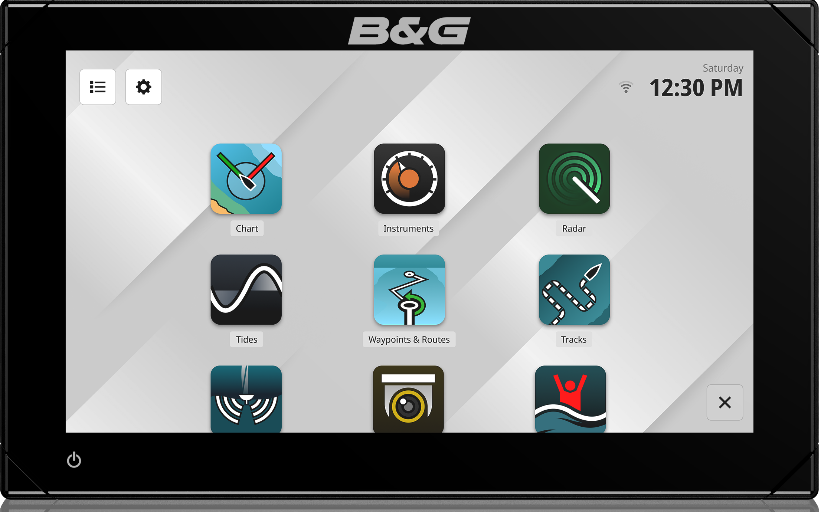 B&G
Saturday
12:30 PM
Chart
Instruments
Radar
Tides
Waypoints & Routes
Tracks